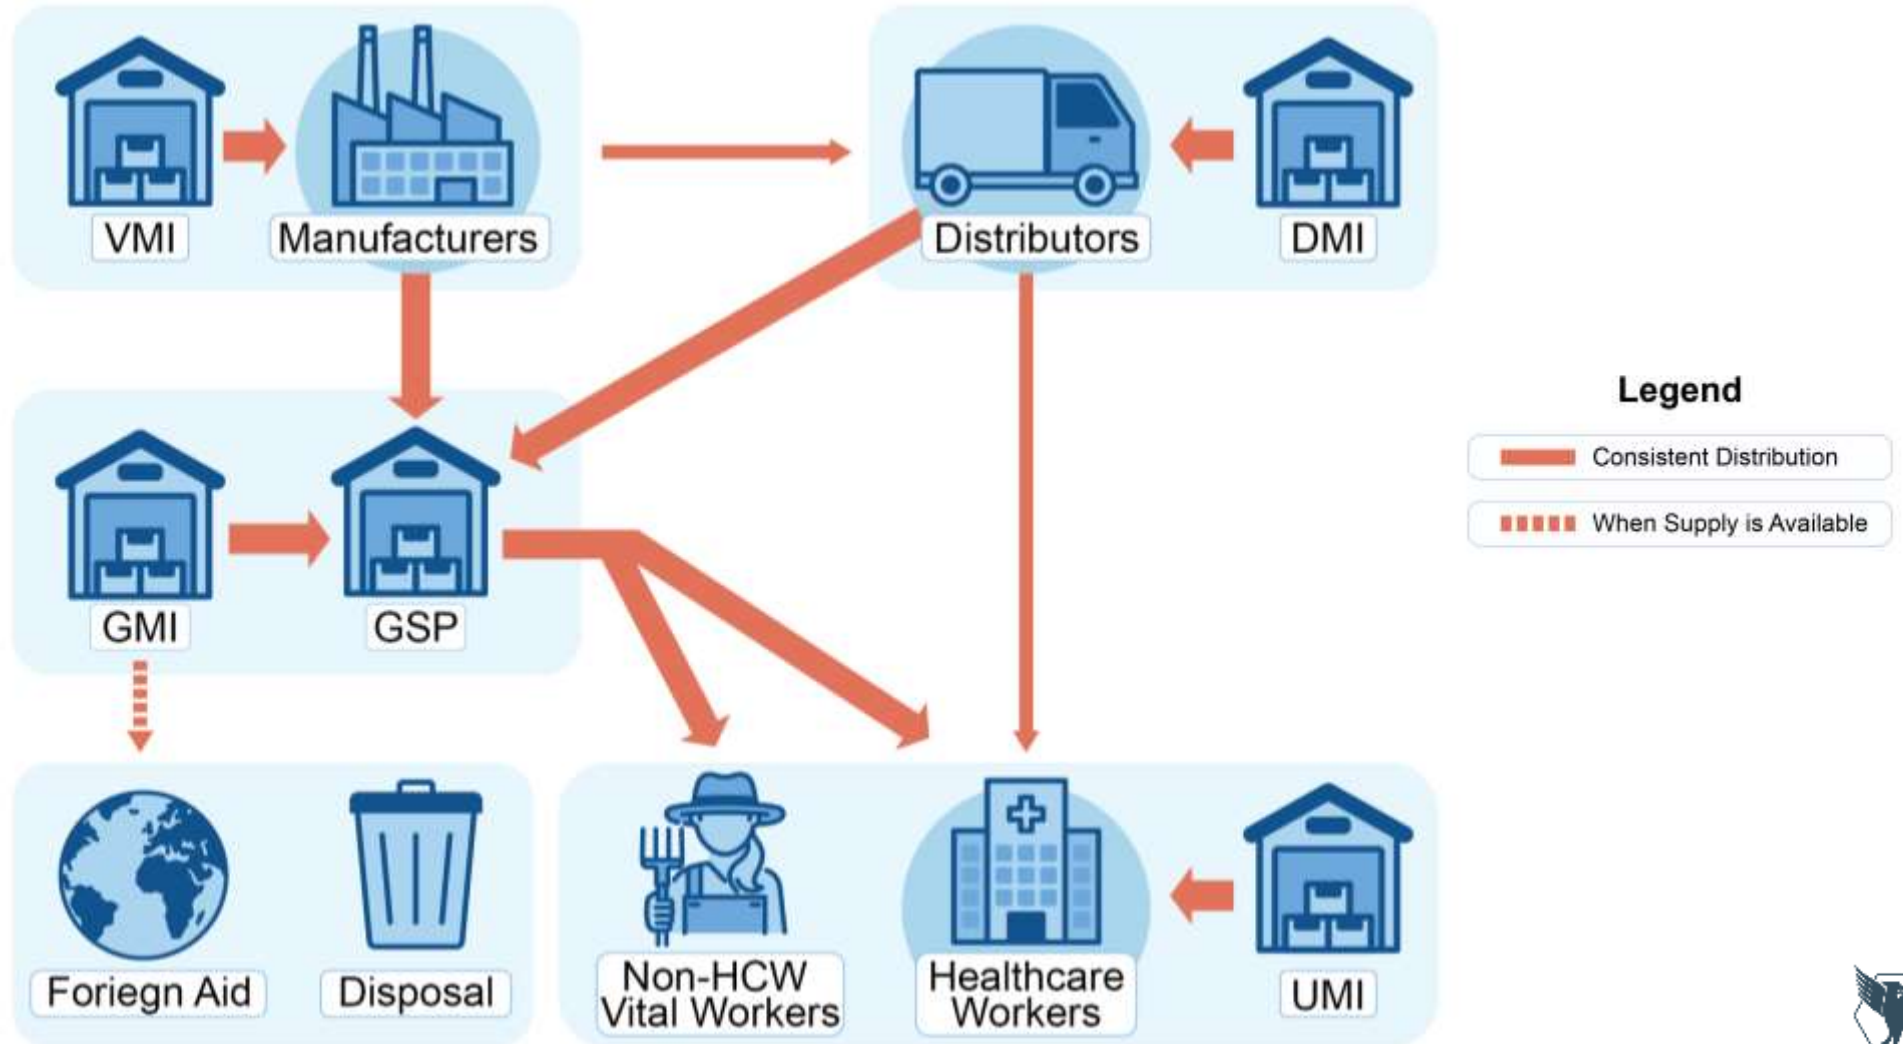 VMI
Manufacturers
Distributors
DMI
Legend
Consistent Distribution
When Supply is Available
GMI
GSP
Foriegn Aid
Disposal
Non-HCW
Vital Workers
Healthcare
Workers
UMI